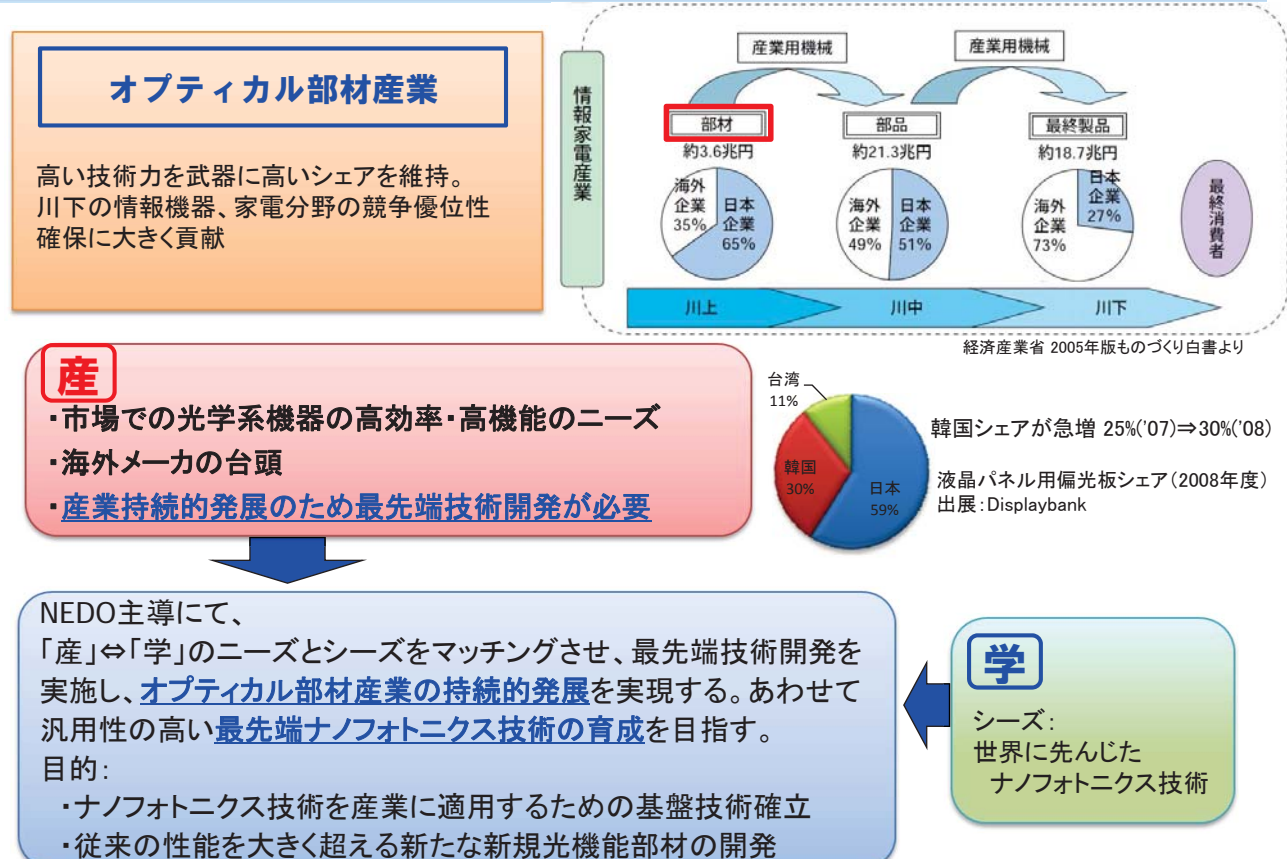 オプティカル部材産業
高い技術力を武器に高いシェアを維持。
川下の情報機器、家電分野の競争優位性
確保に大きく貢献
情報家電産業
産業用機械
産業用機械
部材
約3.6兆円
海外
企業
35%
日本
企業
65%
部品
約21.3兆円
海外
企業
49%
日本
企業
51%
最終製品
約18.7兆円
海外
企業
73%
日本
企業
27%
最終消費者
川上
川中
川下
経済産業省 2005年版ものづくり白書より
産
・市場での光学系機器の高効率・高機能のニーズ
・海外メーカの台頭
・産業持続的発展のため最先端技術開発が必要
台湾
11%
韓国
30%
日本
59%
韓国シェアが急増 25%('07)⇒30%('08)
液晶パネル用偏光板シェア(2008年度)
出展:Displaybank
NEDO主導にて、
「産」⇔「学」のニーズとシーズをマッチングさせ、最先端技術開発を
実施し、オプティカル部材産業の持続的発展を実現する。あわせて
汎用性の高い最先端ナノフォトニクス技術の育成を目指す。
目的:
・ナノフォトニクス技術を産業に適用するための基盤技術確立
・従来の性能を大きく超える新たな新規光機能部材の開発
学
シーズ:
世界に先んじた
ナノフォトニクス技術